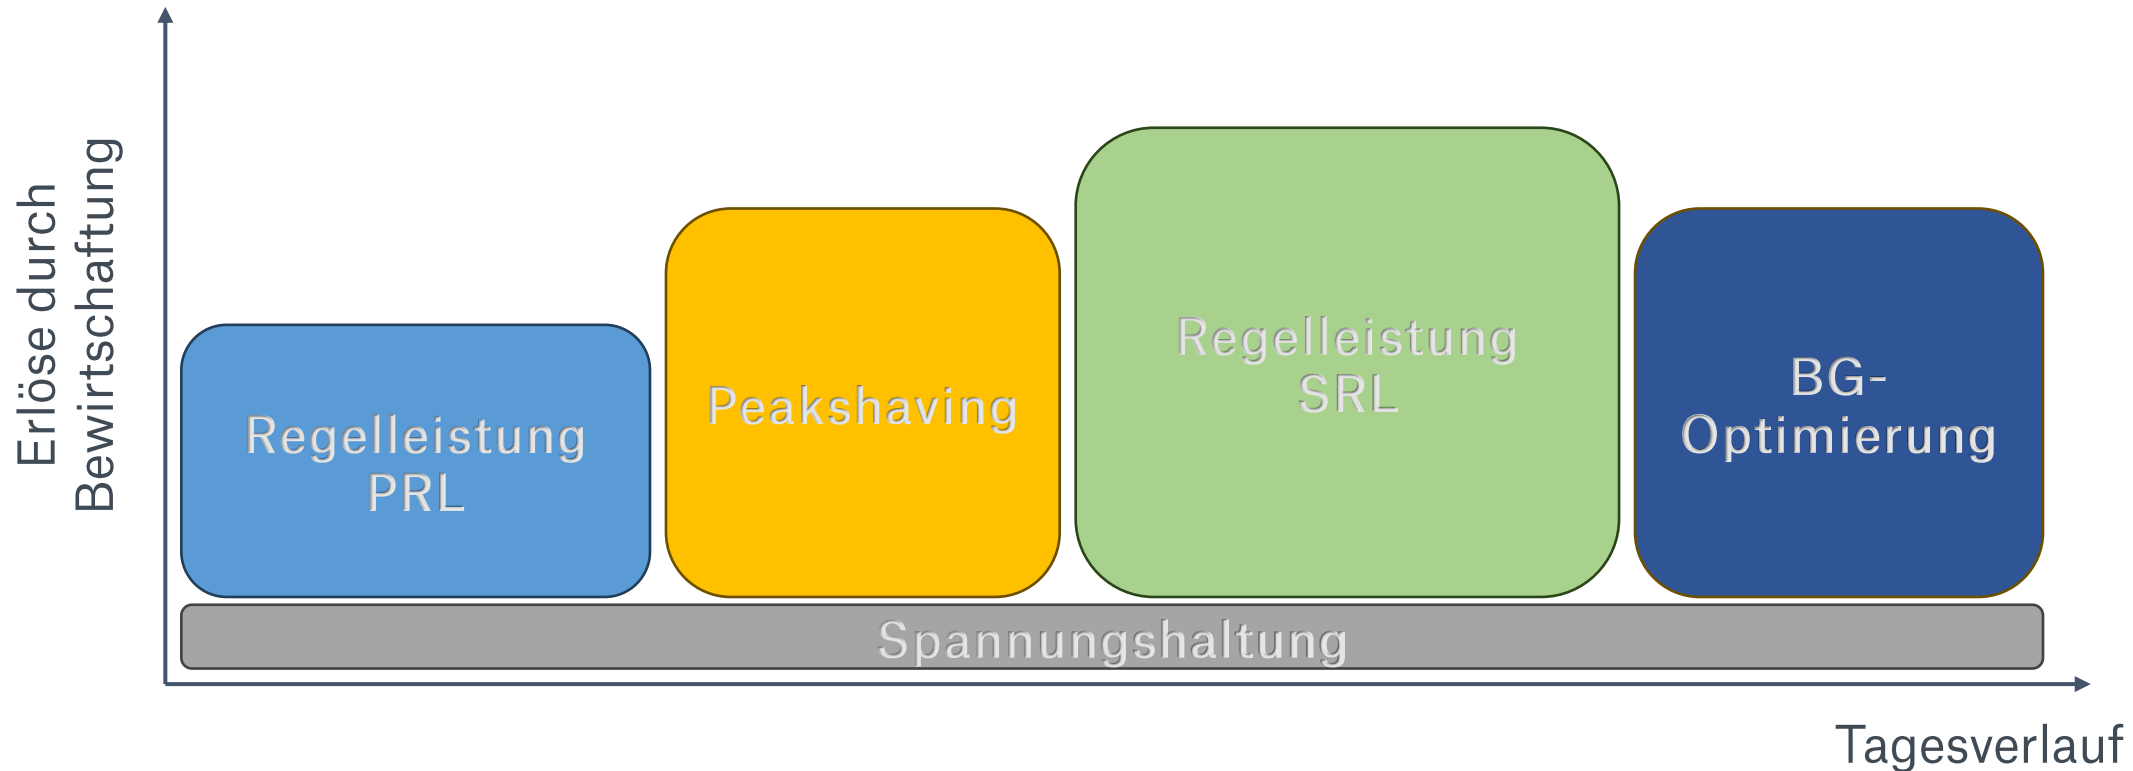 Erlöse durch
Bewirtschaftung
Regelleistung
PRL
Peakshaving
Regelleistung
SRL
BG-
Optimierung
Spannungshaltung
Tagesverlauf